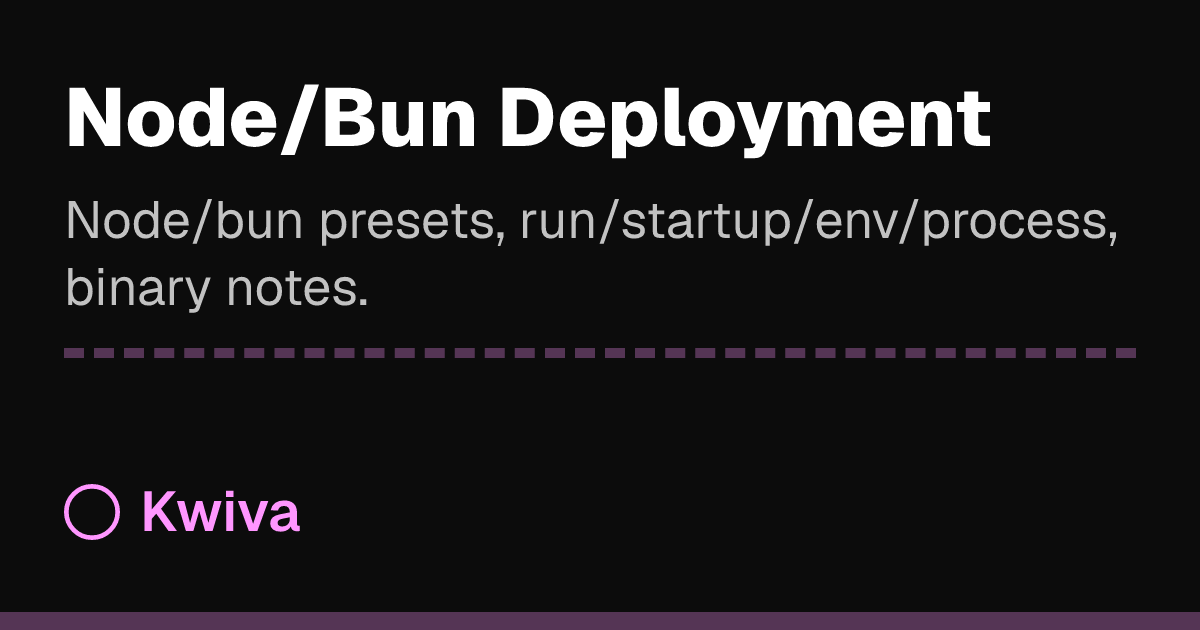 Node/Bun Deployment
Node/bun presets, run/startup/env/process,
binary notes.
Kwiva